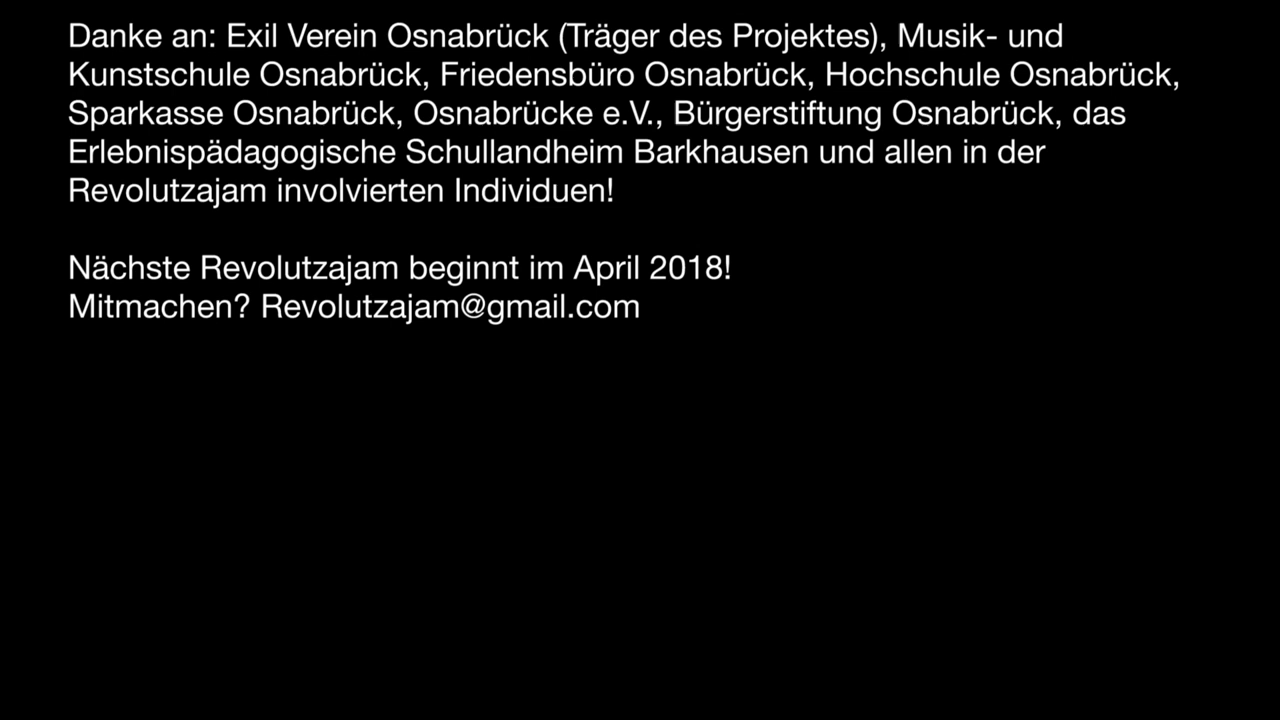 Danke an: Exil Verein Osnabrück (Träger des Projektes), Musik- und
Kunstschule Osnabrück, Friedensbüro Osnabrück, Hochschule Osnabrück,
Sparkasse Osnabrück, Osnabrücke e.V., Bürgerstiftung Osnabrück, das
Erlebnispädagogische Schullandheim Barkhausen und allen in der
Revolutzajam involvierten Individuen!
Nächste Revolutzajam beginnt im April 2018!
Mitmachen? Revolutzajam@gmail.com